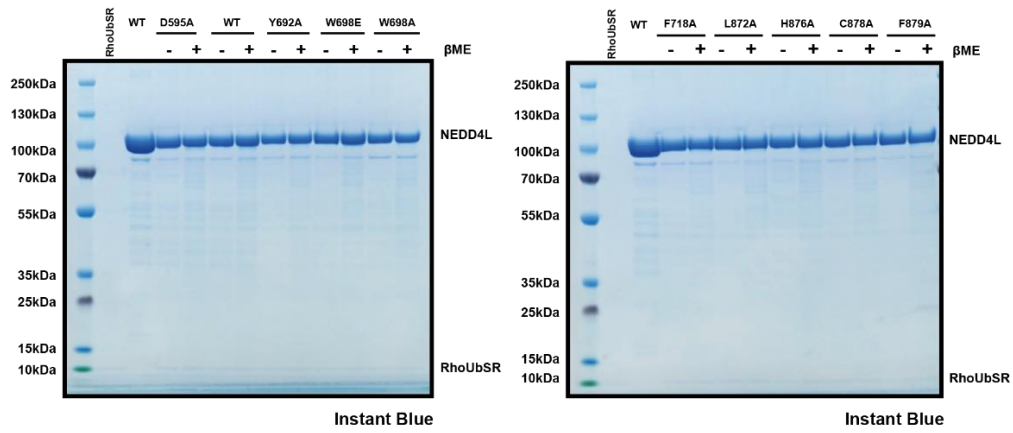 RhoUbSR
WT D595A WT Y692A W698E W698A
- + - + - + - + - + βME
250kDa
130kDa
100kDa
70kDa
55kDa
35kDa
25kDa
15kDa
10kDa
NEDD4L
RhoUbSR
Instant Blue
RhoUbSR
WT F718A L872A H876A C878A F879A
- + - + - + - + - + βME
250kDa
130kDa
100kDa
70kDa
55kDa
35kDa
25kDa
15kDa
10kDa
NEDD4L
RhoUbSR
Instant Blue